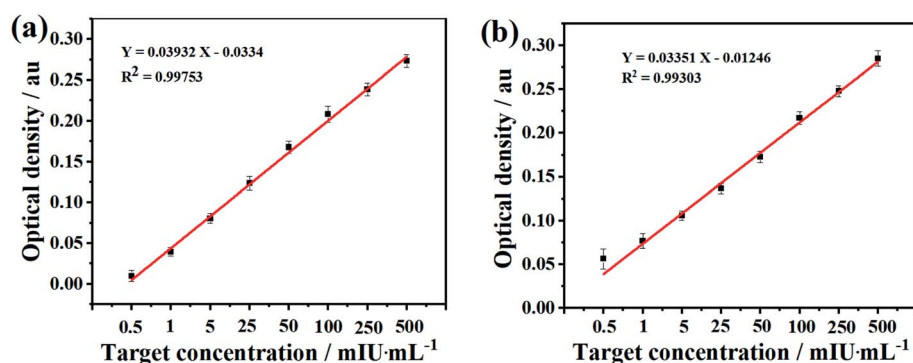 (a)
Y = 0.03932 X - 0.0334
R² = 0.99753
0.30
0.25
0.20
0.15
0.10
0.05
0.00
Optical density / au
0.5 1 5 25 50 100 250 500
Target concentration / mIU·mL⁻¹
(b)
Y = 0.03351 X - 0.01246
R² = 0.99303
0.30
0.25
0.20
0.15
0.10
0.05
0.00
Optical density / au
0.5 1 5 25 50 100 250 500
Target concentration / mIU·mL⁻¹